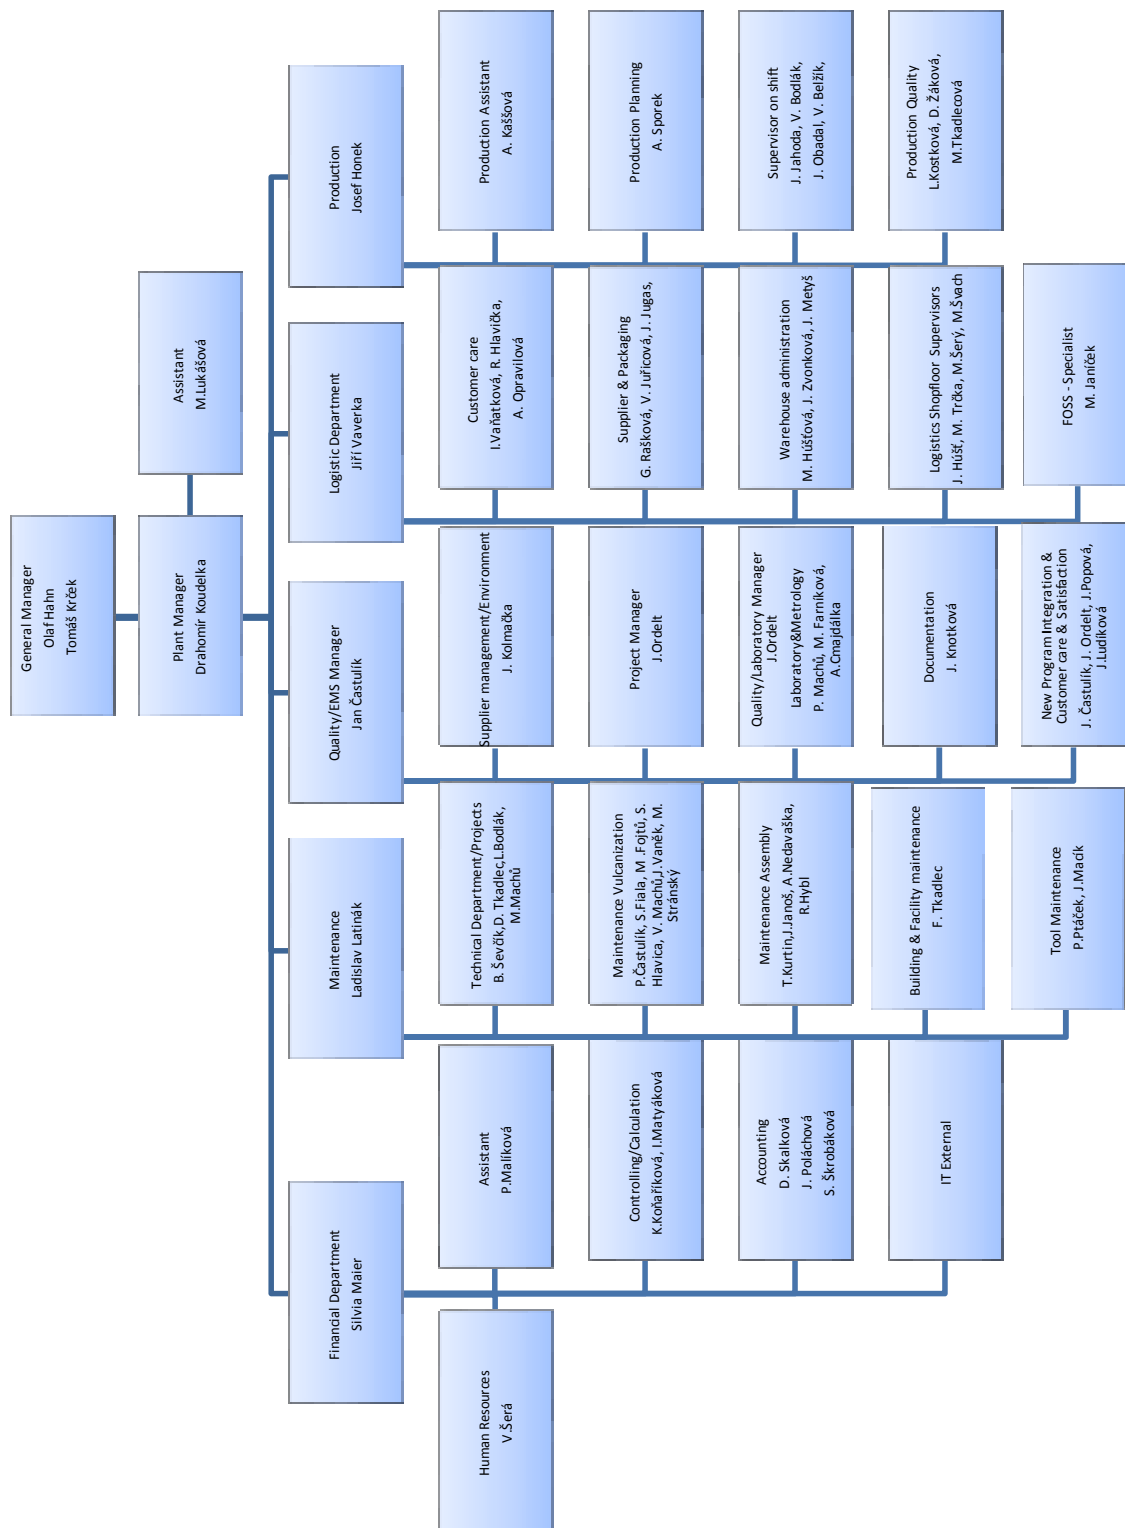 General Manager
Olaf Hahn
Tomáš Krček
Plant Manager
Drahomír Koudelka
Assistant
M.Lukášová
Financial Department
Silvia Maier
Maintenance
Ladislav Latinák
Quality/EMS Manager
Jan Častulík
Logistic Department
Jiří Vaverka
Production
Josef Honek
Human Resources
V.Šerá
Assistant
P.Malíková
Controlling/Calculation
K.Koňaříková, I.Matyáková
Accounting
D. Skalková
J. Poláchová
S. Škrobáková
IT External
Technical Department/Projects
B. Ševčík,D. Tkadlec,L.Bodlák,
M.Machů
Maintenance Vulcanization
P.Častulík, S.Fiala, M .Fojtů, S.
Hlavica, V. Machů,J.Vaněk, M.
Stránský
Maintenance Assembly
T.Kurtin,J.Janoš, A.Nedavaška,
R.Hybl
Building & Facility maintenance
F. Tkadlec
Tool Maintenance
P.Ptáček, J.Macík
Supplier management/Environment
J. Kolmačka
Project Manager
J.Ordelt
Quality/Laboratory Manager
J.Ordelt
Laboratory&Metrology
P. Machů, M. Farníková,
A.Cmajdálka
Documentation
J. Knotková
New Program Integration &
Customer care & Satisfaction
J. Častulík, J. Ordelt, J.Popová,
J.Ludíková
Customer care
I.Vaňatková, R. Hlavička,
A. Opravilová
Supplier & Packaging
G. Rašková, V. Juřicová, J. Jugas,
Warehouse administration
M. Húšťová, J. Zvonková, J. Metyš
Logistics Shopfloor Supervisors
J. Húšť, M. Trčka, M.Šerý, M.Švach
FOSS - Specialist
M. Janíček
Production Assistant
A. Kaššová
Production Planning
A. Sporek
Supervisor on shift
J. Jahoda, V. Bodlák,
J. Obadal, V. Belžík,
Production Quality
L.Kostková, D. Žáková,
M.Tkadlecová